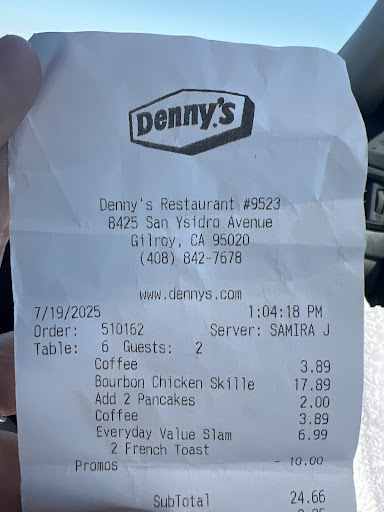 Denny's
Denny's Restaurant #9523
8425 San Ysidro Avenue
Gilroy, CA 95020
(408) 842-7678
www.dennys.com
7/19/2025 1:04:18 PM
Order: 510162 Server: SAMIRA J
Table: 6 Guests: 2
Coffee 3.89
Bourbon Chicken Skille 17.89
Add 2 Pancakes 2.00
Coffee 3.89
Everyday Value Slam 6.99
2 French Toast
Promos - 10.00
SubTotal 24.66